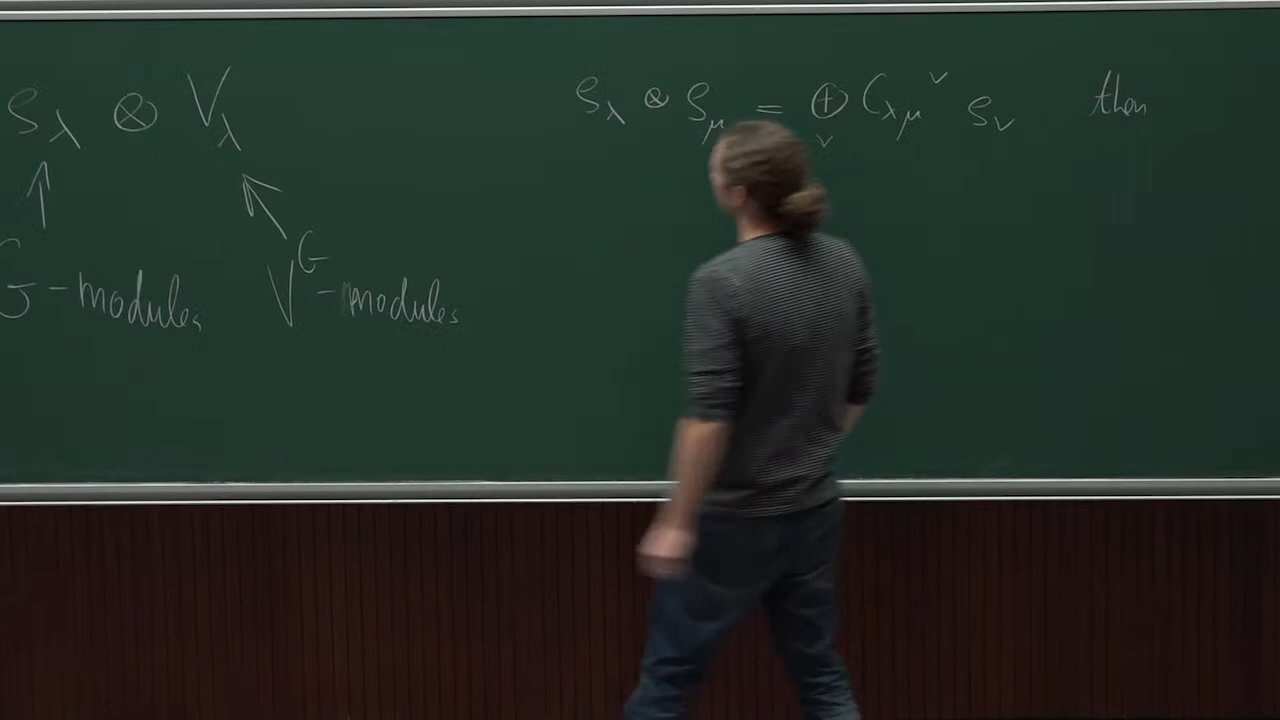 S_λ ⊗ V_λ
G-modules V^G-modules
S_λ ⊗ S_μ = ⊕_ν C_{λμ}^ν S_ν then